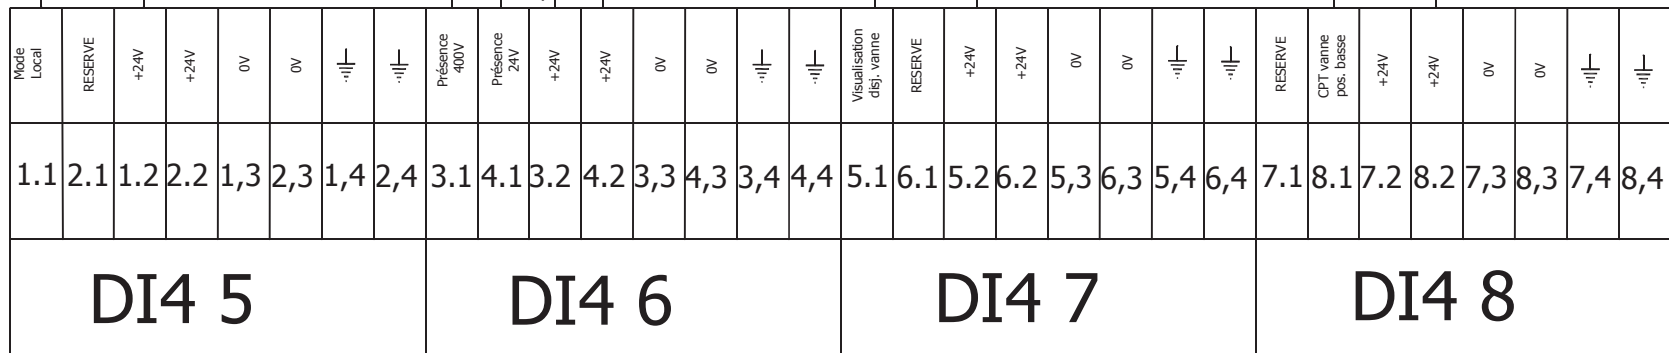 Mode
Local
RESERVE
+24V
+24V
0V
0V
Présence
400V
Présence
24V
+24V
+24V
0V
0V
Visualisation
disj. vanne
RESERVE
+24V
+24V
0V
0V
RESERVE
CPT vanne
pos. basse
+24V
+24V
0V
0V
1.1 2.1 1.2 2.2 1,3 2,3 1,4 2,4 3.1 4.1 3.2 4.2 3,3 4,3 3,4 4,4 5.1 6.1 5.2 6.2 5,3 6,3 5,4 6,4 7.1 8.1 7.2 8.2 7,3 8,3 7,4 8,4
DI4 5 DI4 6 DI4 7 DI4 8